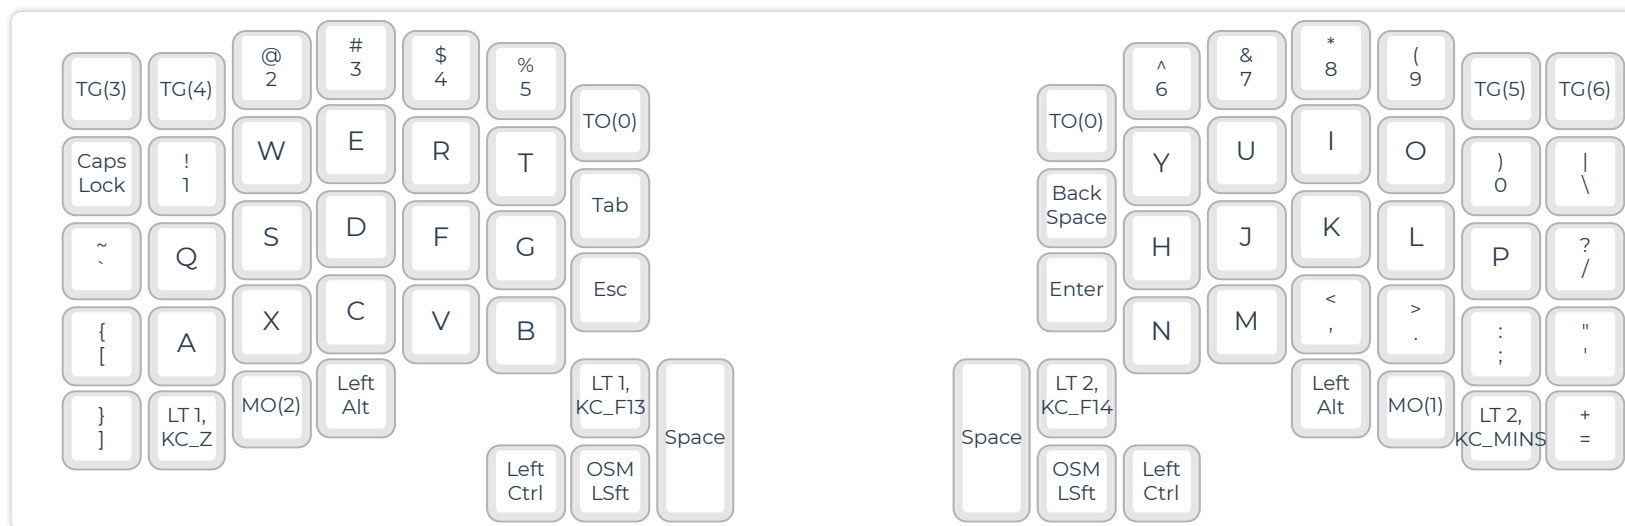 TG(3) TG(4) @ # $ % ^ & * ( TG(5) TG(6)
2 3 4 5 6 7 8 9
TO(0) TO(0)
Caps Lock ! W E R T Y U I O ) |
1 0 \
Tab Back Space
~ Q S D F G H J K L P ?
` /
Esc Enter
{ A X C V B N M < > : "
[ , . ; '
} LT 1, MO(2) Left LT 1, LT 2, Left MO(1) LT 2, +
] KC_Z Alt KC_F13 KC_F14 Alt KC_MINS =
Space Space
Left OSM OSM Left
Ctrl LSft LSft Ctrl